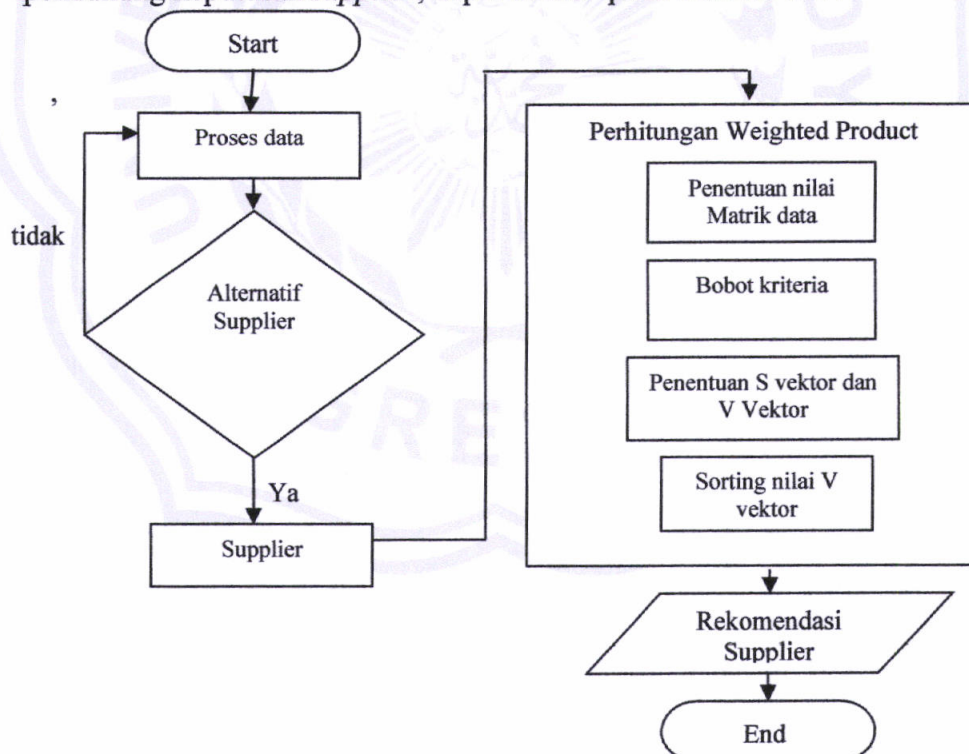 Start
,
Proses data
tidak
Alternatif
Supplier
Ya
Supplier
Perhitungan Weighted Product
Penentuan nilai
Matrik data
Bobot kriteria
Penentuan S vektor dan
V Vektor
Sorting nilai V
vektor
Rekomendasi
Supplier
End